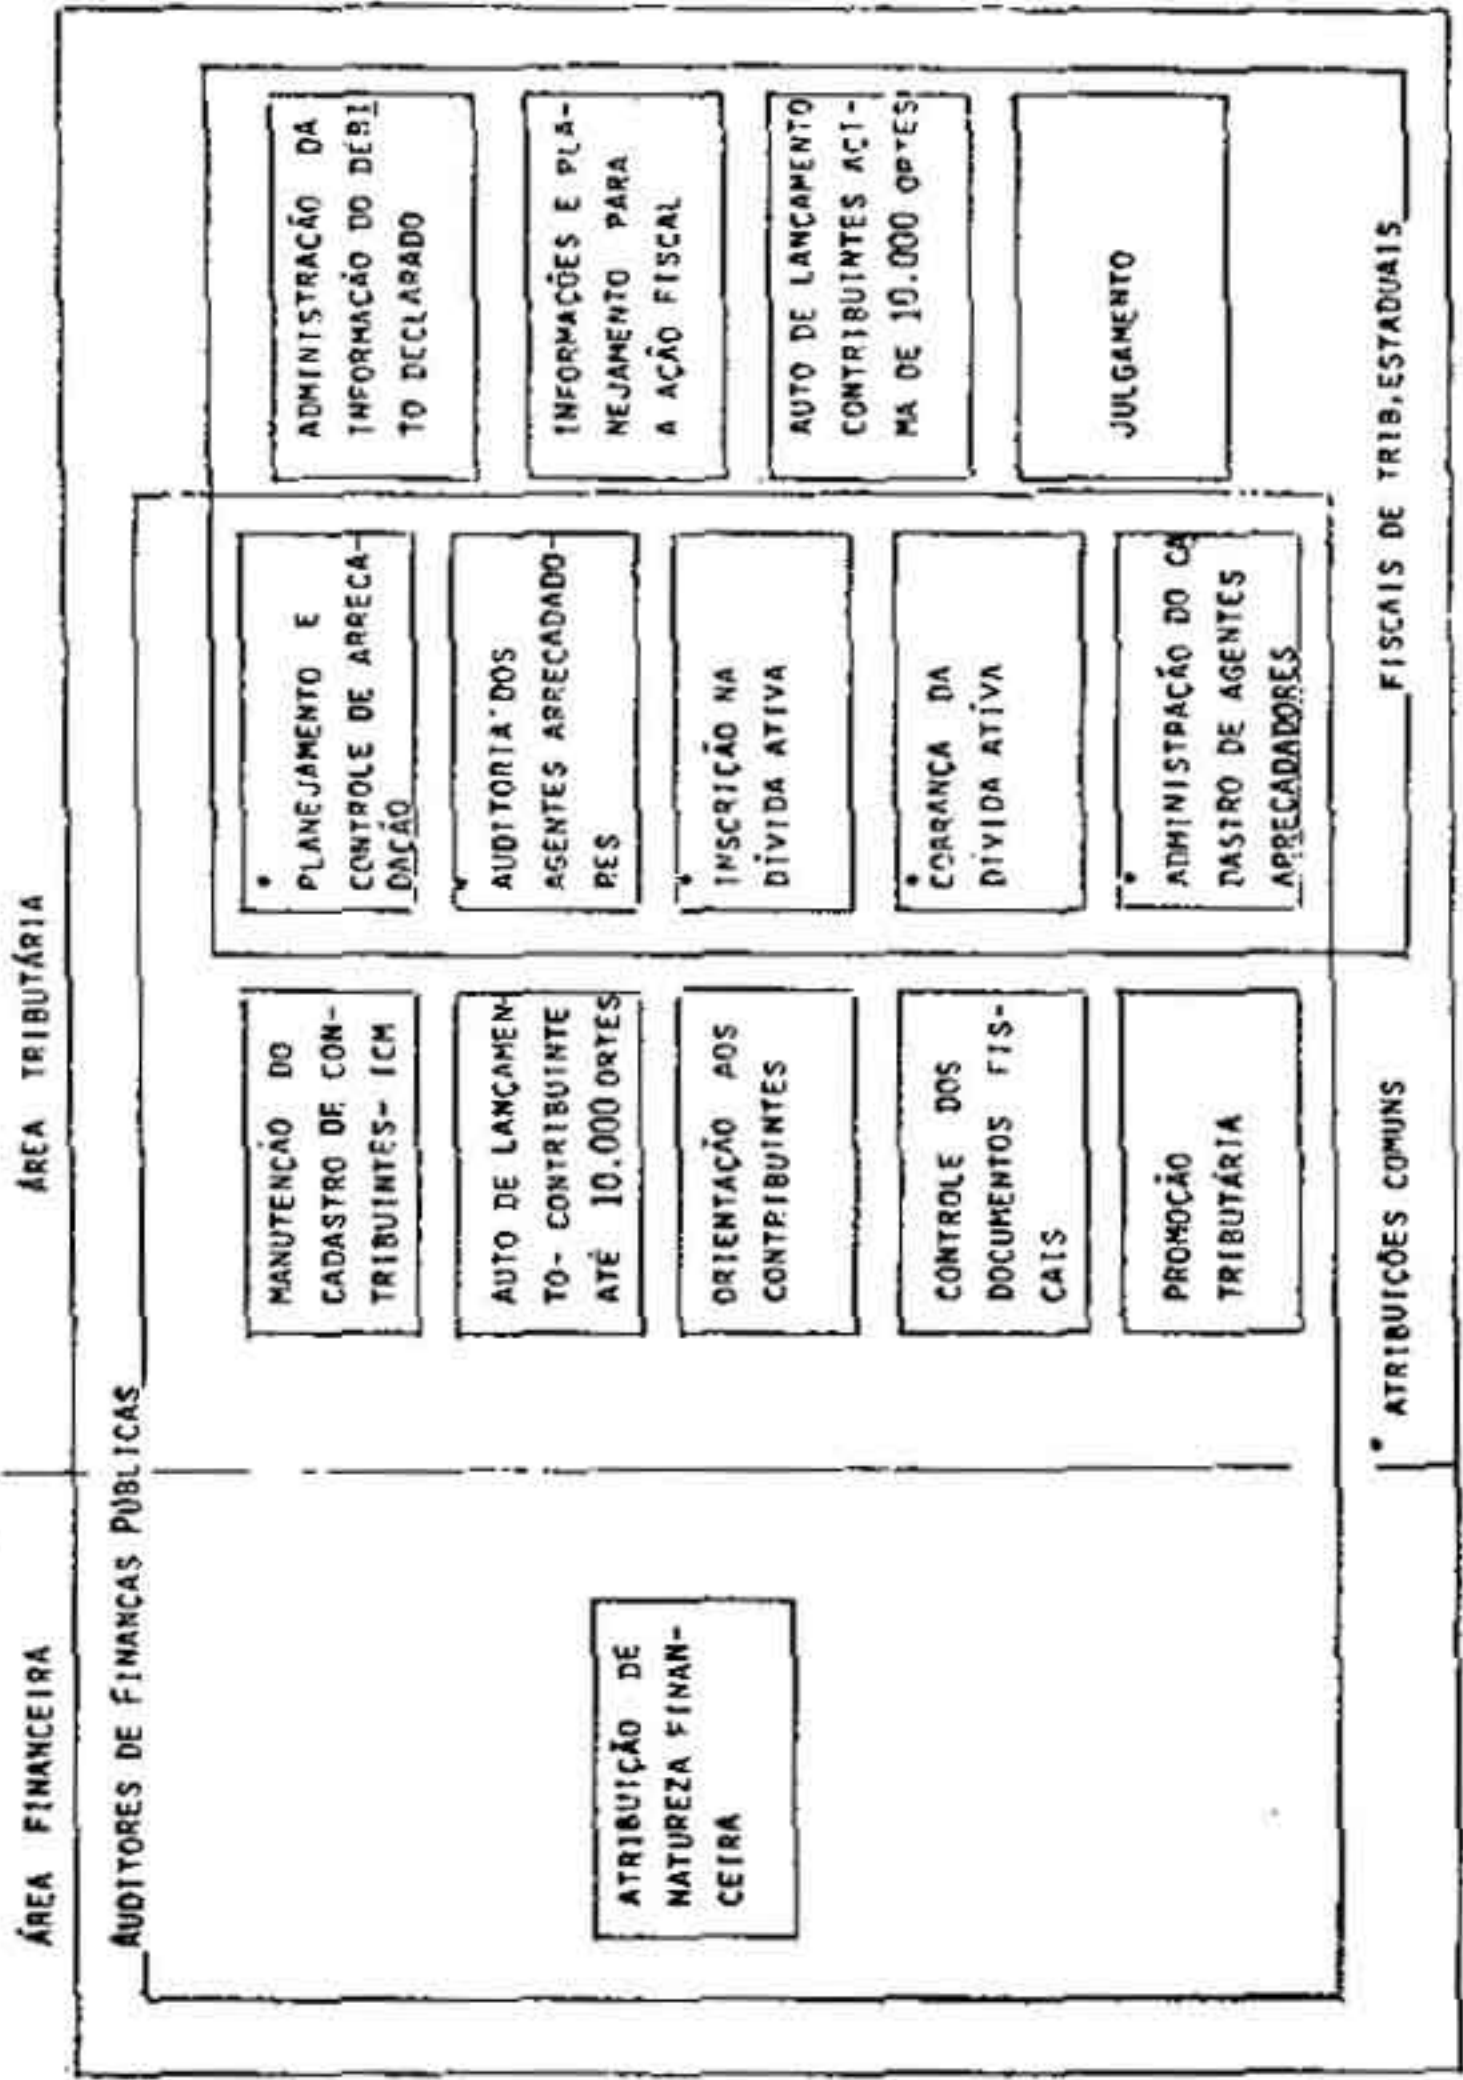 ÁREA FINANCEIRA
ÁREA TRIBUTÁRIA
AUDITORES DE FINANCAS PÚBLICAS
ATRIBUIÇÃO DE
NATUREZA FINAN-
CEIRA
MANUTENÇÃO DO
CADASTRO DE CON-
TRIBUINTES- ICM
AUTO DE LANÇAMEN-
TO- CONTRIBUINTE
ATÉ 10.000 ORTES
ORIENTAÇÃO AOS
CONTRIBUINTES
CONTROLE DOS
DOCUMENTOS FIS-
CAIS
PROMOÇÃO
TRIBUTÁRIA
* PLANEJAMENTO E
CONTROLE DE ARRECA-
DAÇÃO
* AUDITORIA DOS
AGENTES ARRECADADO-
RES
* INSCRIÇÃO NA
DÍVIDA ATIVA
* COBRANÇA DA
DÍVIDA ATIVA
* ADMINISTRAÇÃO DO CA
DASTRO DE AGENTES
ARRECADADORES
ADMINISTRAÇÃO DA
INFORMAÇÃO DO DÉBI
TO DECLARADO
INFORMAÇÕES E PLA-
NEJAMENTO PARA
A AÇÃO FISCAL
AUTO DE LANÇAMENTO
CONTRIBUINTES ACI-
MA DE 10.000 ORTES
JULGAMENTO
FISCAIS DE TRIB.ESTADUAIS
* ATRIBUIÇÕES COMUNS